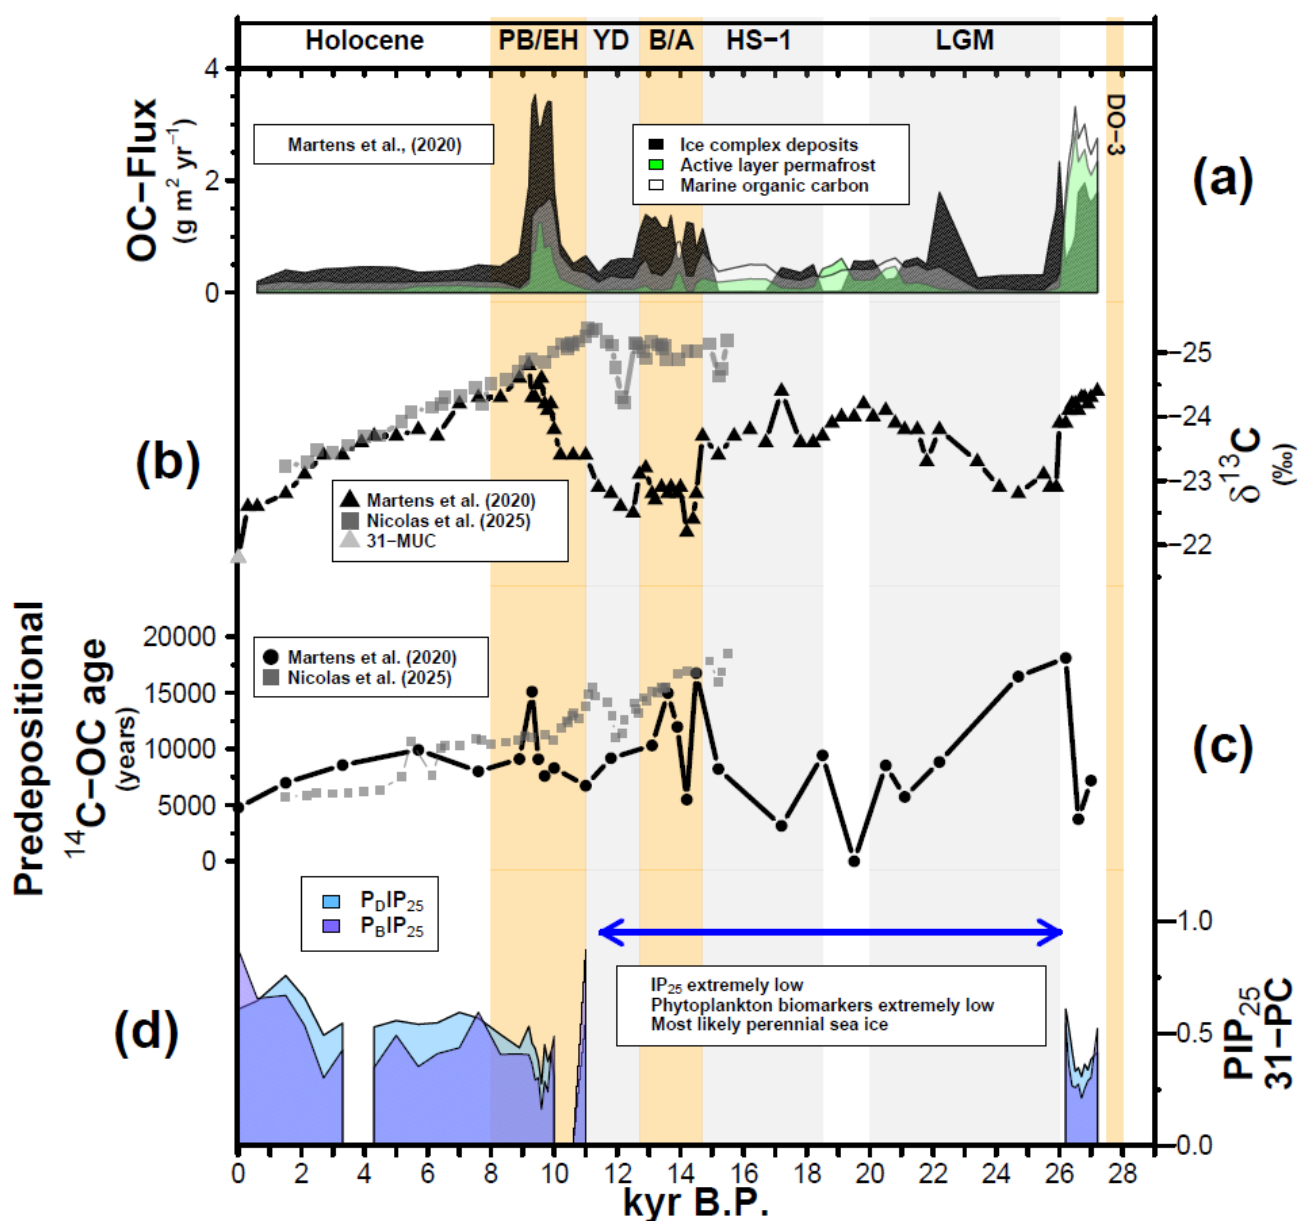 Holocene PB/EH YD B/A HS−1 LGM
DO−3
4
2
0
OC−Flux
(g m² yr⁻¹)
Martens et al., (2020)
Ice complex deposits
Active layer permafrost
Marine organic carbon
(a)
(b)
−25
−24
−23
−22
δ¹³C
(‰)
Martens et al. (2020)
Nicolas et al. (2025)
31−MUC
Predepositional
¹⁴C−OC age
(years)
20000
15000
10000
5000
0
Martens et al. (2020)
Nicolas et al. (2025)
(c)
(d)
P_DIP₂₅
P_BIP₂₅
IP₂₅ extremely low
Phytoplankton biomarkers extremely low
Most likely perennial sea ice
1.0
0.5
0.0
PIP₂₅
31−PC
0 2 4 6 8 10 12 14 16 18 20 22 24 26 28
kyr B.P.